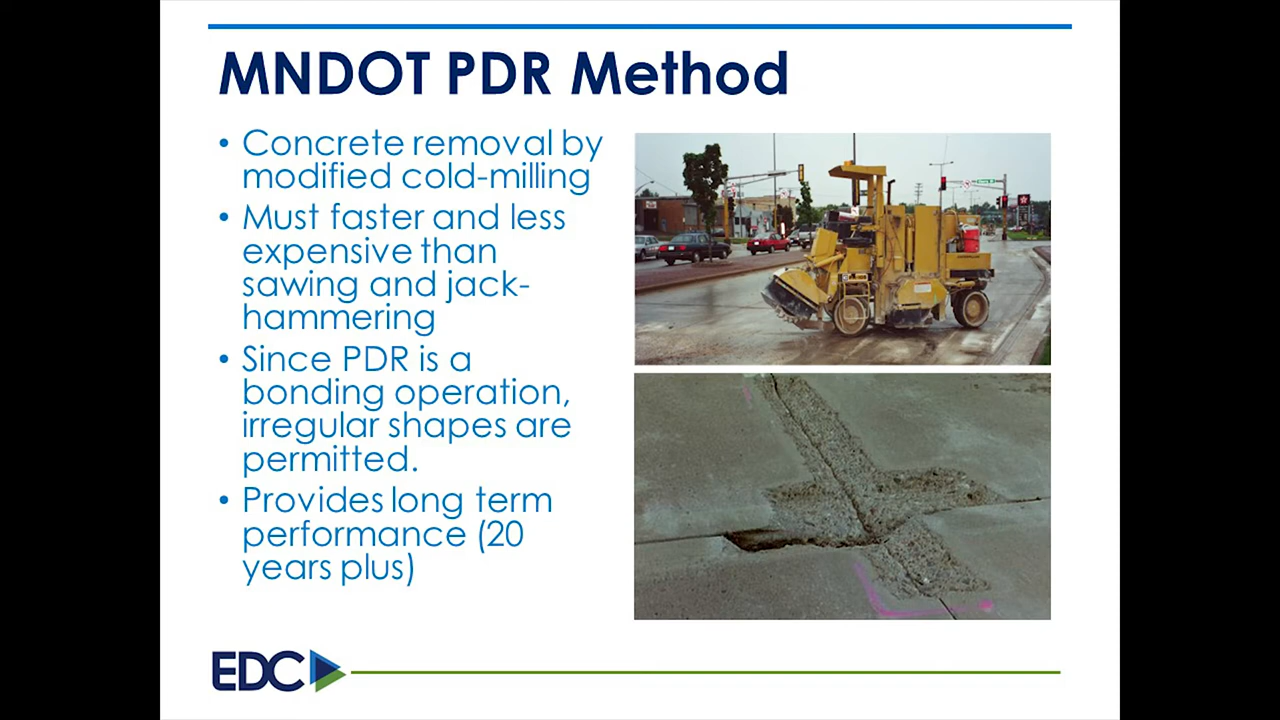 MNDOT PDR Method
• Concrete removal by
modified cold-milling
• Must faster and less
expensive than
sawing and jack-
hammering
• Since PDR is a
bonding operation,
irregular shapes are
permitted.
• Provides long term
performance (20
years plus)
EDC